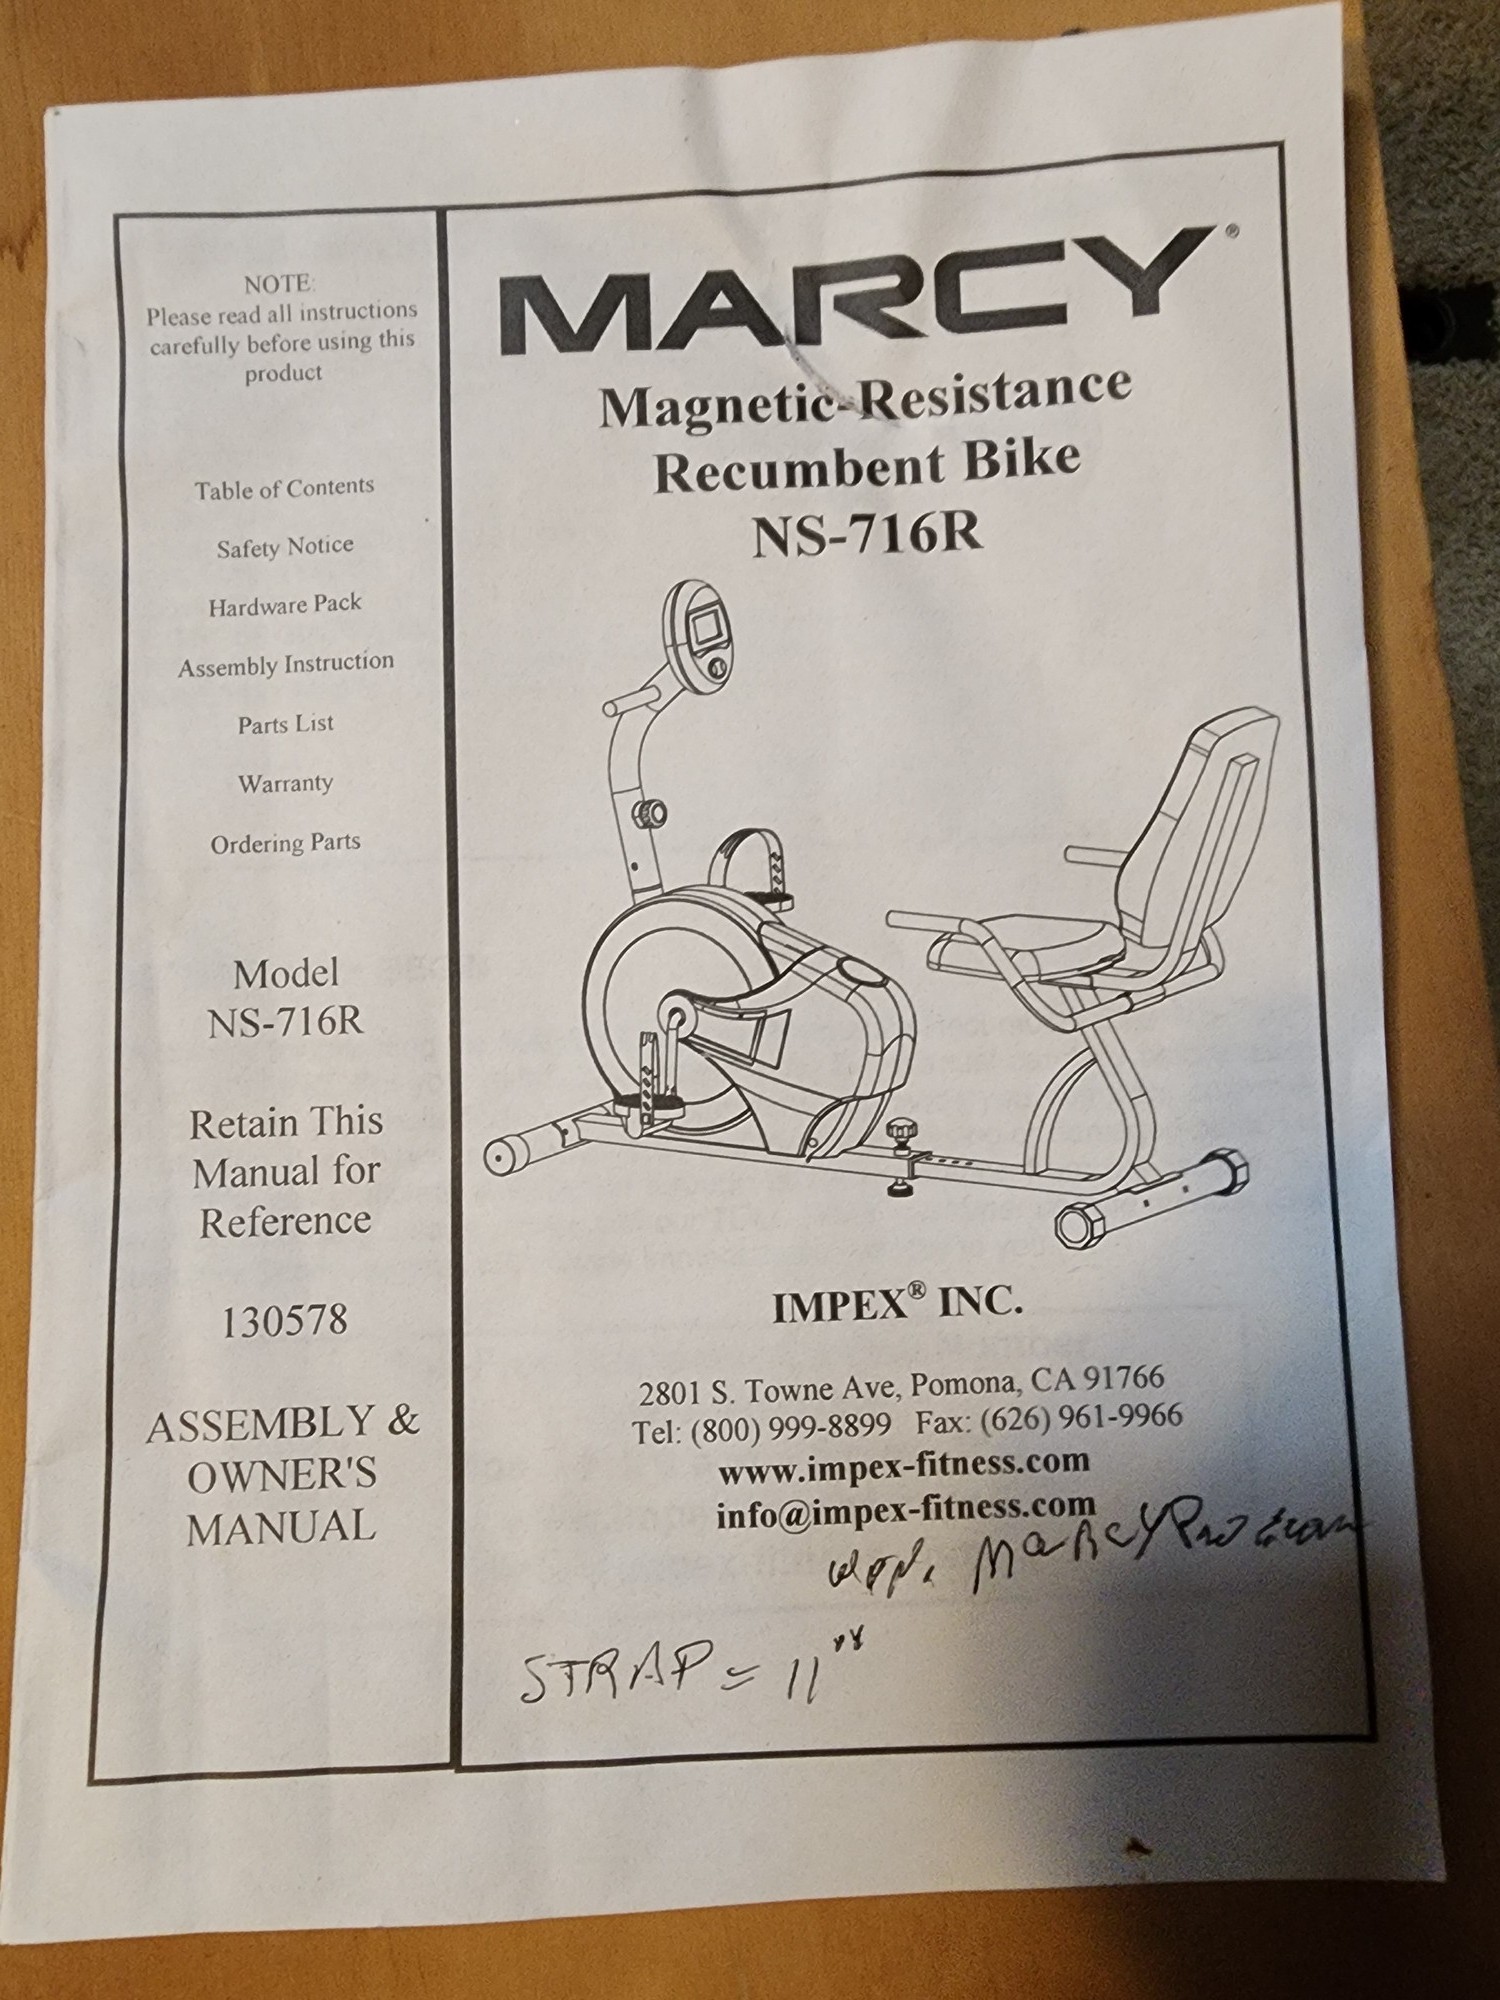 NOTE:
Please read all instructions
carefully before using this
product
Table of Contents
Safety Notice
Hardware Pack
Assembly Instruction
Parts List
Warranty
Ordering Parts
Model
NS-716R
Retain This
Manual for
Reference
130578
ASSEMBLY &
OWNER'S
MANUAL
MARCY®
Magnetic-Resistance
Recumbent Bike
NS-716R
IMPEX® INC.
2801 S. Towne Ave, Pomona, CA 91766
Tel: (800) 999-8899 Fax: (626) 961-9966
www.impex-fitness.com
info@impex-fitness.com
MARCYPro
STRAP = 11"